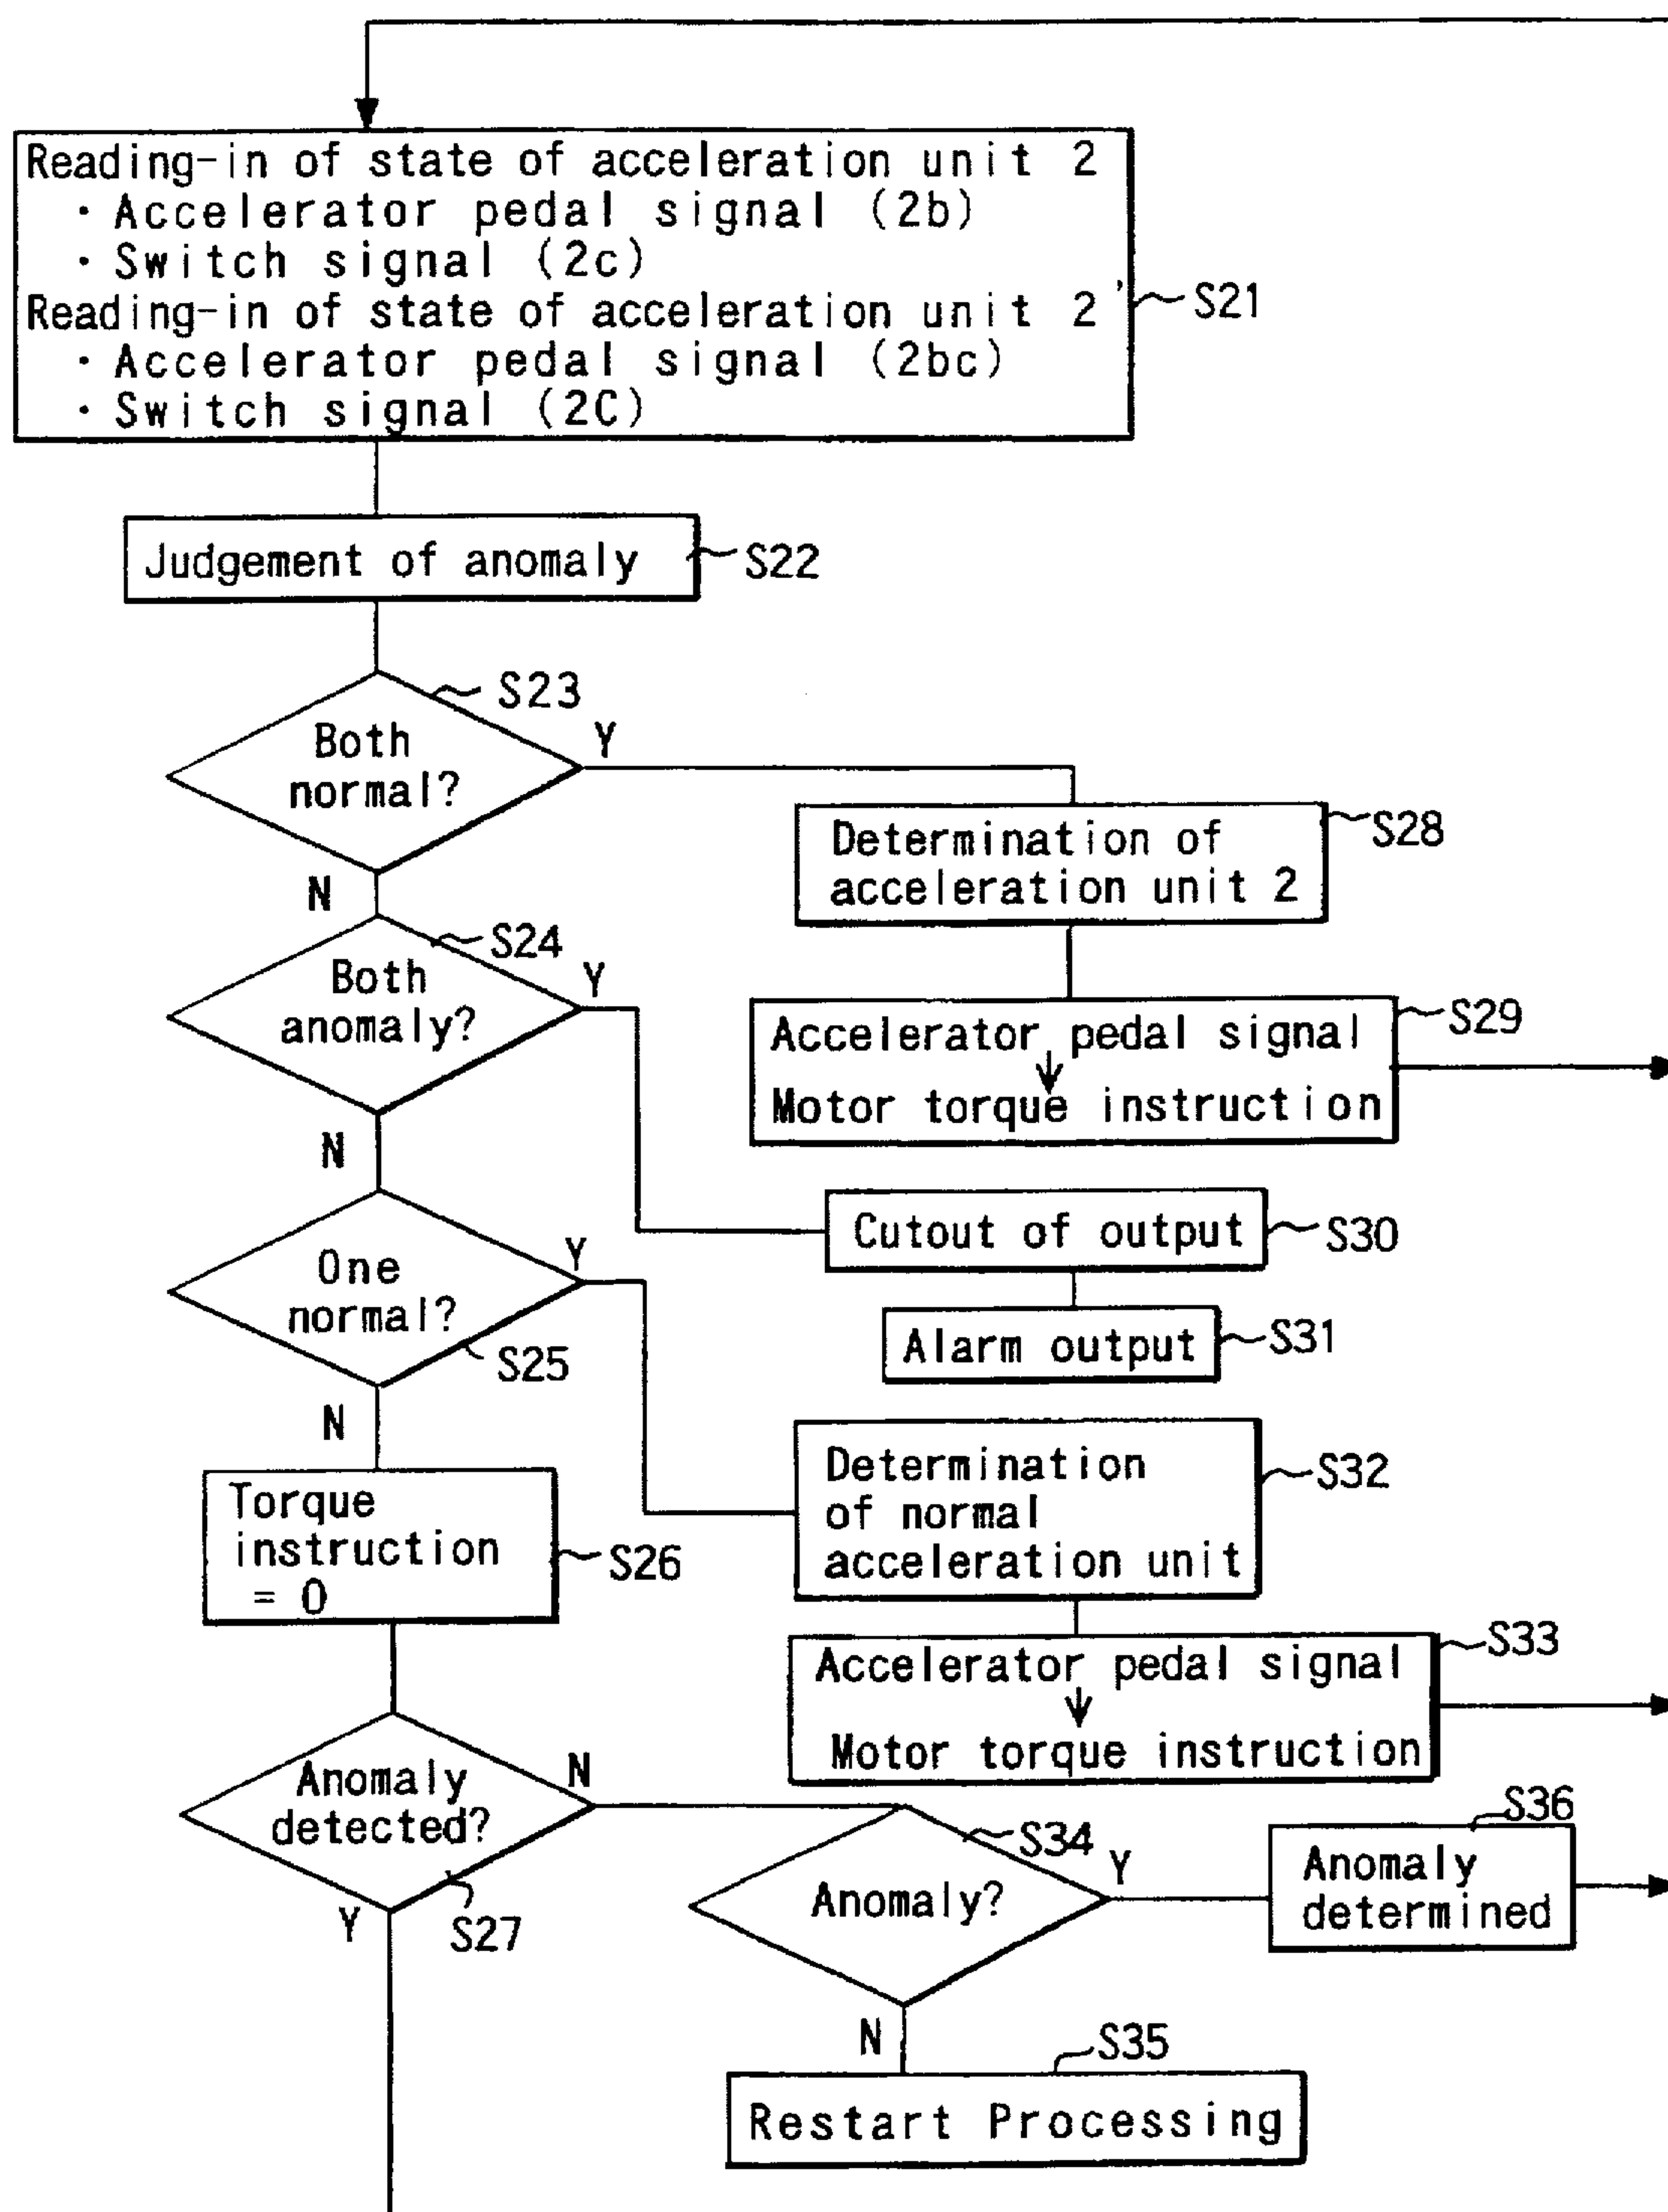 Reading-in of state of acceleration unit 2
・Accelerator pedal signal (2b)
・Switch signal (2c)
Reading-in of state of acceleration unit 2'
・Accelerator pedal signal (2bc)
・Switch signal (2C)
S21
Judgement of anomaly
S22
S23
Both
normal?
Y
N
Determination of
acceleration unit 2
S28
S24
Both
anomaly?
Y
N
Accelerator pedal signal
↓
Motor torque instruction
S29
Cutout of output
S30
Alarm output
S31
One
normal?
Y
S25
N
Determination
of normal
acceleration unit
S32
Torque
instruction
= 0
S26
Accelerator pedal signal
↓
Motor torque instruction
S33
Anomaly
detected?
N
S27
Y
S34
Anomaly?
Y
N
S36
Anomaly
determined
S35
Restart Processing